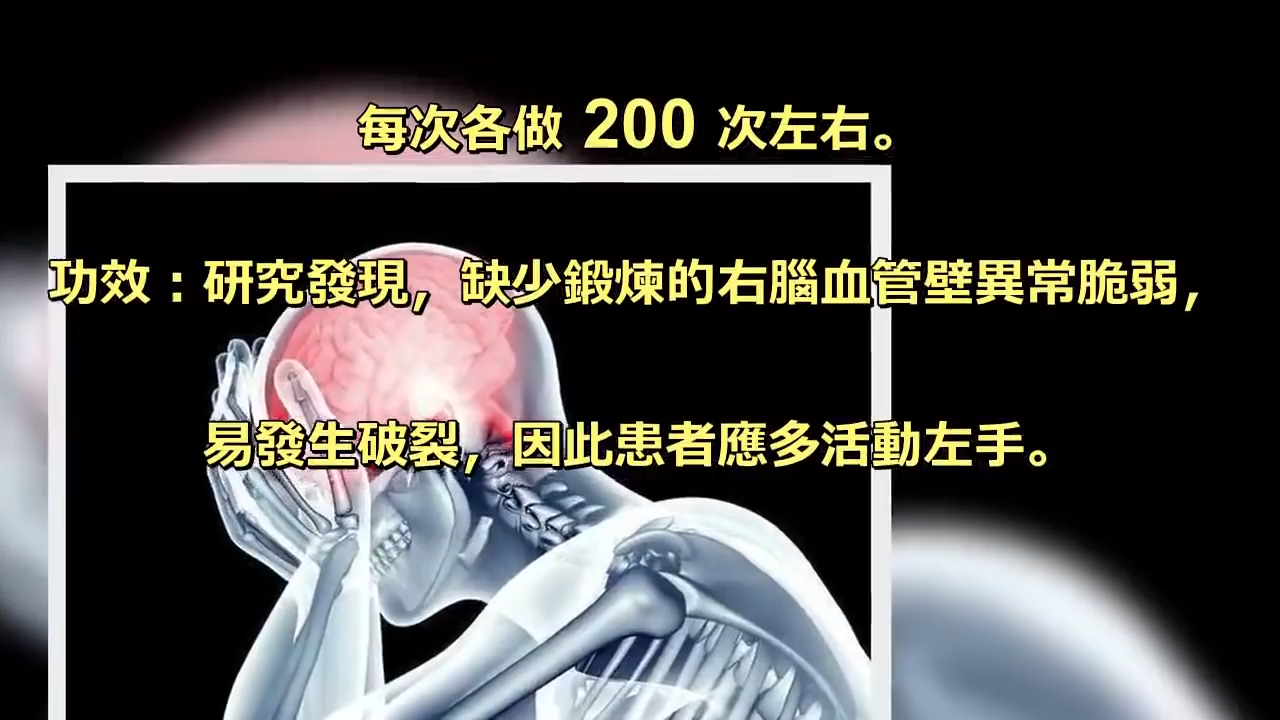 每次各做 200 次左右。
功效：研究發現，缺少鍛煉的右腦血管壁異常脆弱，
易發生破裂，因此患者應多活動左手。